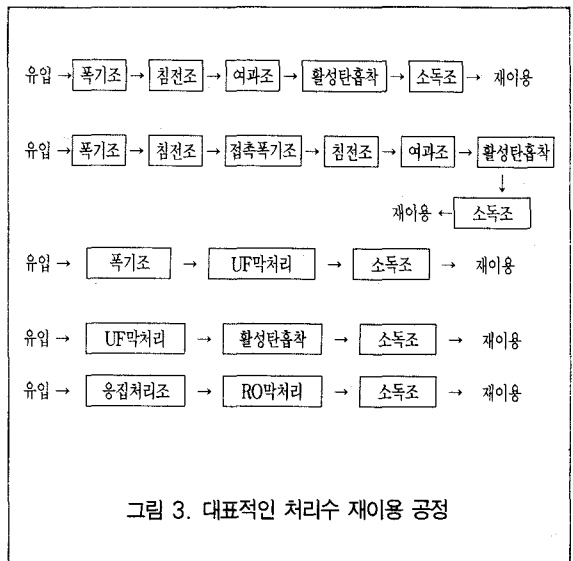 유입 → 폭기조 → 침전조 → 여과조 → 활성탄흡착 → 소독조 → 재이용
유입 → 폭기조 → 침전조 → 접촉폭기조 → 침전조 → 여과조 → 활성탄흡착
↓
재이용 ← 소독조
유입 → 폭기조 → UF막처리 → 소독조 → 재이용
유입 → UF막처리 → 활성탄흡착 → 소독조 → 재이용
유입 → 응집처리조 → RO막처리 → 소독조 → 재이용
그림 3. 대표적인 처리수 재이용 공정